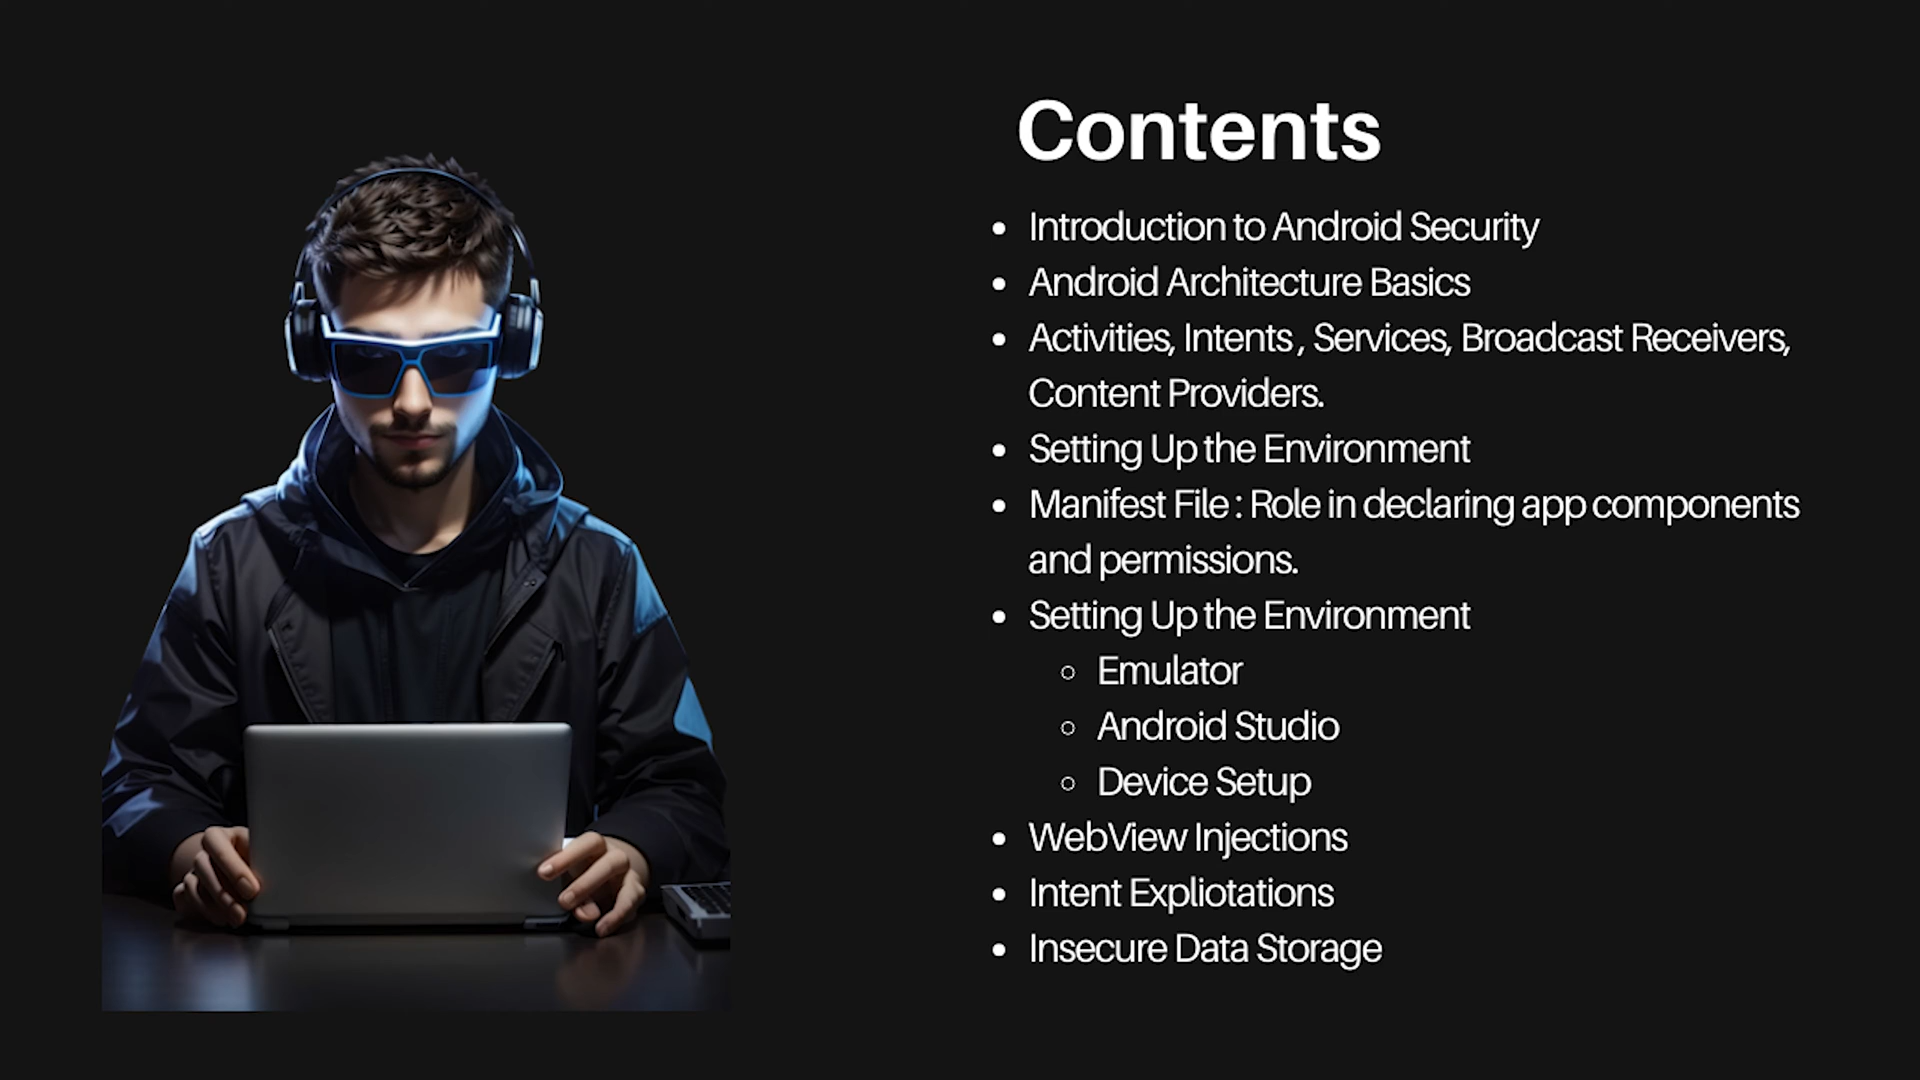 Contents
• Introduction to Android Security
• Android Architecture Basics
• Activities, Intents , Services, Broadcast Receivers,
Content Providers.
• Setting Up the Environment
• Manifest File : Role in declaring app components
and permissions.
• Setting Up the Environment
◦ Emulator
◦ Android Studio
◦ Device Setup
• WebView Injections
• Intent Expliotations
• Insecure Data Storage